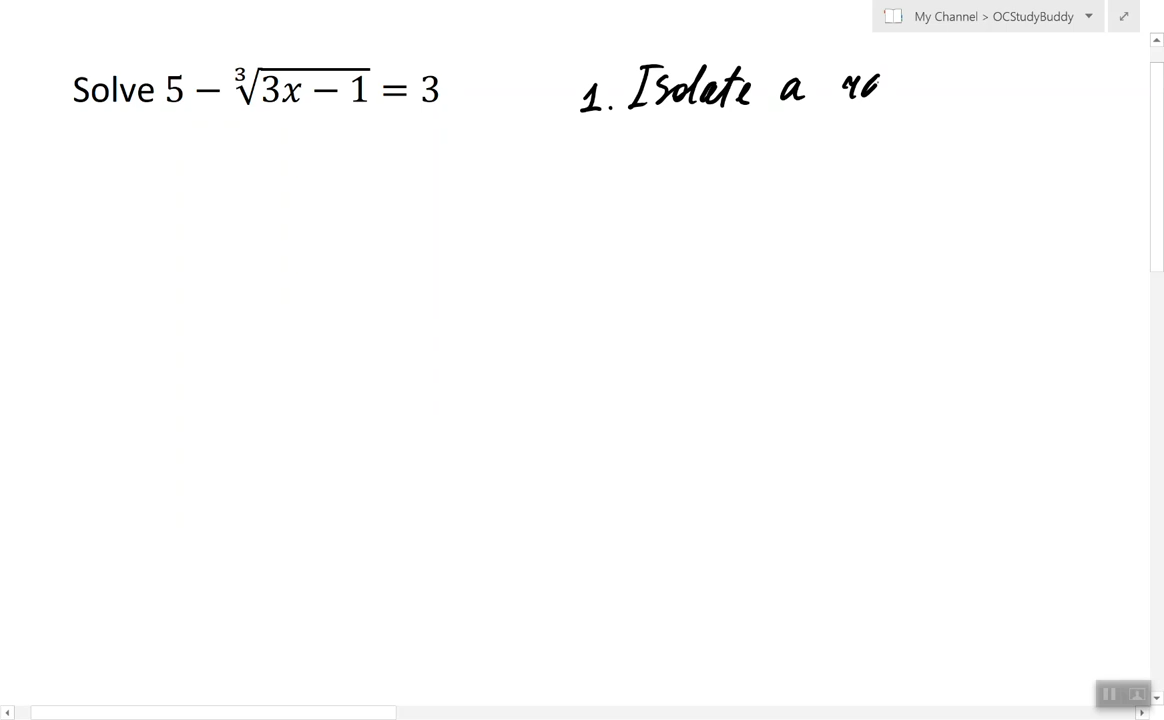 My Channel > OCStudyBuddy
Solve 5 − ∛(3x − 1) = 3
1. Isolate a